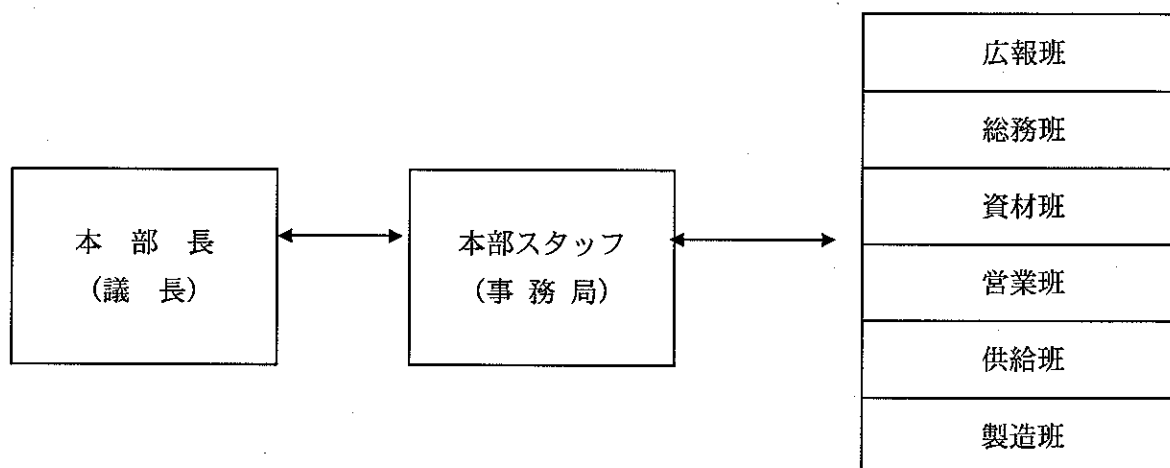 本 部 長
(議 長)
本部スタッフ
(事 務 局)
広報班
総務班
資材班
営業班
供給班
製造班